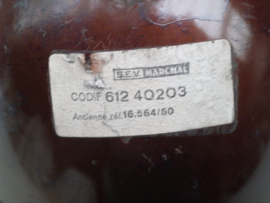 S.E.V. MARCHAL
CODIF 612 40203
Ancienne réf. 16.564/50